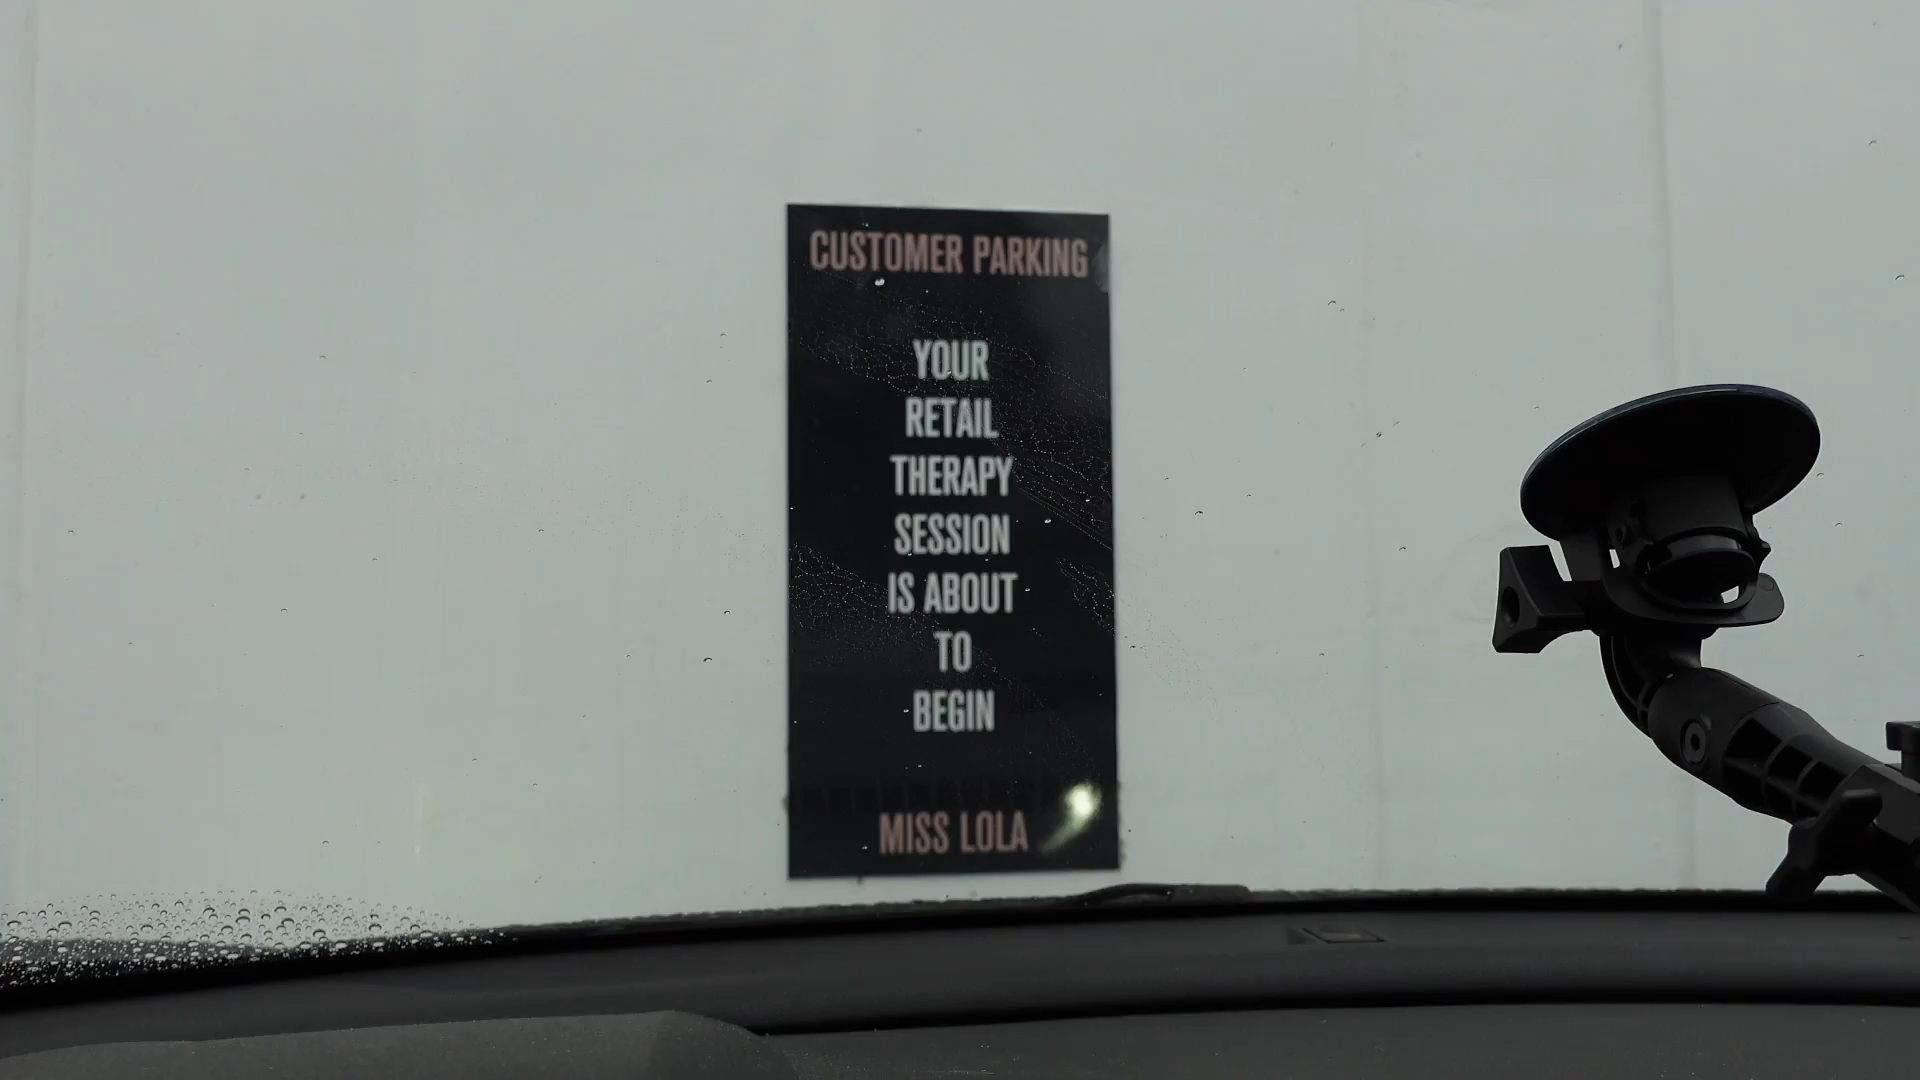 CUSTOMER PARKING
YOUR
RETAIL
THERAPY
SESSION
IS ABOUT
TO
BEGIN
MISS LOLA